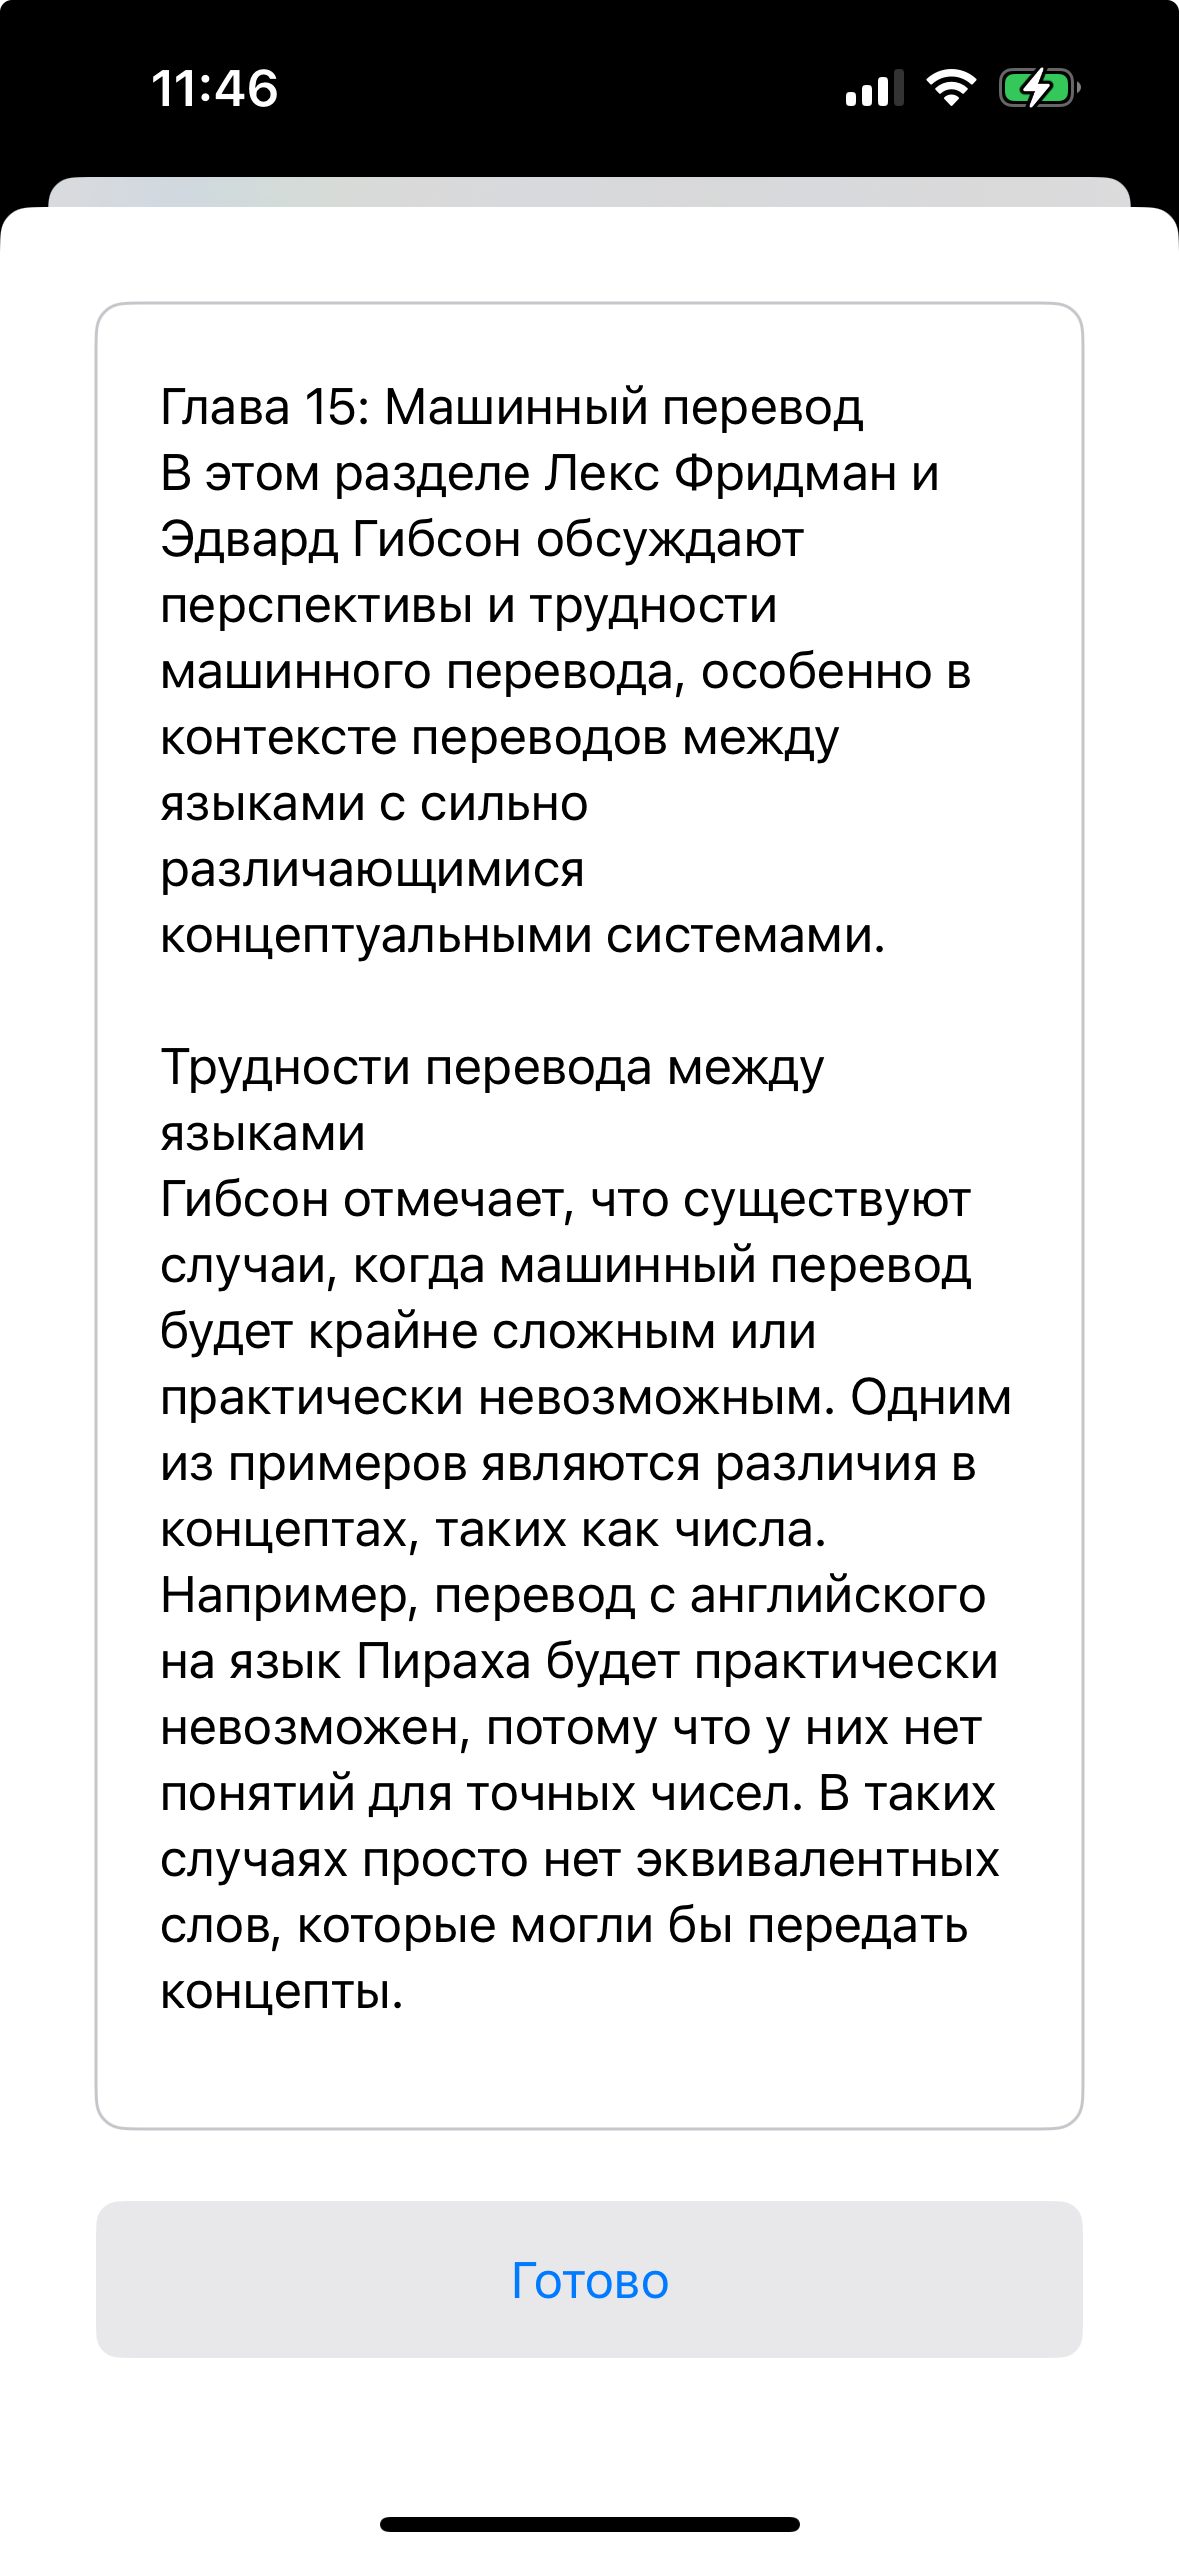 11:46
Глава 15: Машинный перевод
В этом разделе Лекс Фридман и
Эдвард Гибсон обсуждают
перспективы и трудности
машинного перевода, особенно в
контексте переводов между
языками с сильно
различающимися
концептуальными системами.
Трудности перевода между
языками
Гибсон отмечает, что существуют
случаи, когда машинный перевод
будет крайне сложным или
практически невозможным. Одним
из примеров являются различия в
концептах, таких как числа.
Например, перевод с английского
на язык Пираха будет практически
невозможен, потому что у них нет
понятий для точных чисел. В таких
случаях просто нет эквивалентных
слов, которые могли бы передать
концепты.
Готово